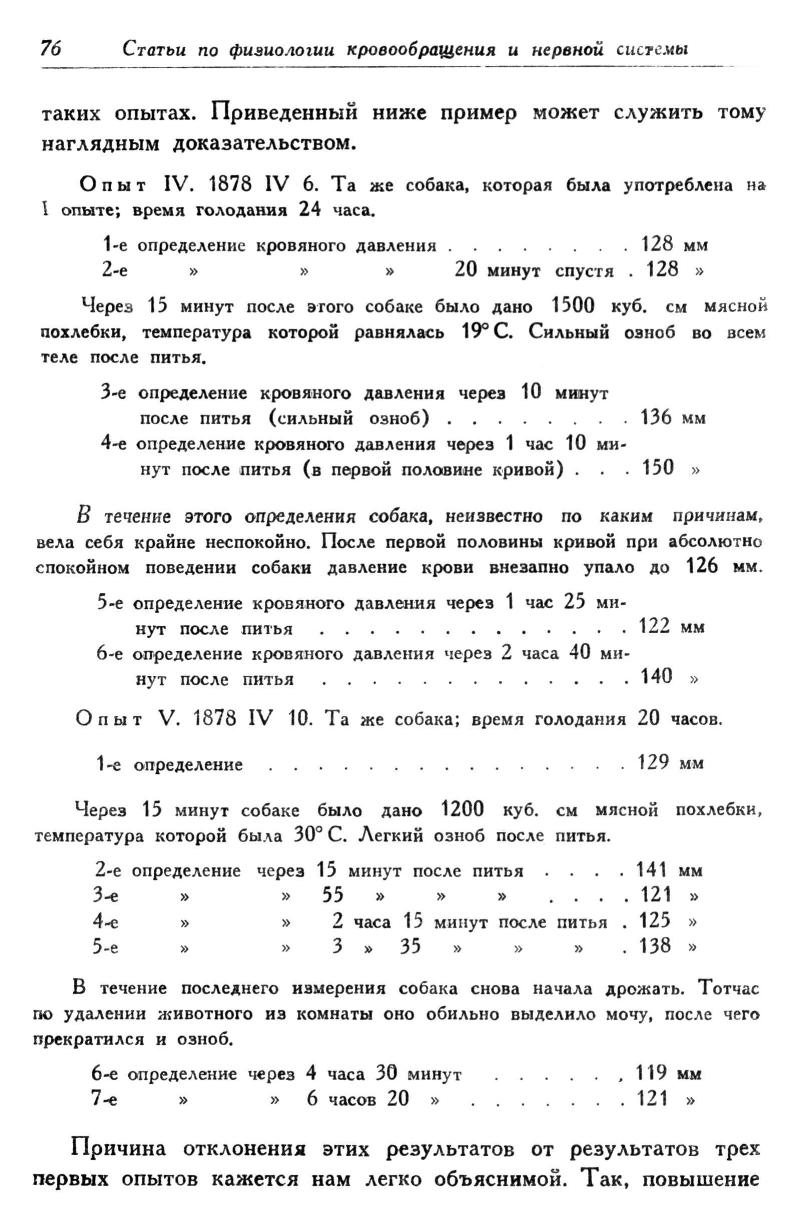 76 Статьи по физиологии кровообращения и нервной системы
таких опытах. Приведенный ниже пример может служить тому
наглядным доказательством.
Опыт IV. 1878 IV 6. Та же собака, которая была употреблена на
I опыте; время голодания 24 часа.
1-е определение кровяного давления . . . . . . . . 128 мм
2-е » » » 20 минут спустя . 128 »
Через 15 минут после этого собаке было дано 1500 куб. см мясной
похлебки, температура которой равнялась 19° С. Сильный озноб во всем
теле после питья.
3-е определение кровяного давления через 10 минут
после питья (сильный озноб) . . . . . . . . 136 мм
4-е определение кровяного давления через 1 час 10 ми-
нут после питья (в первой половине кривой) . . . 150 »
В течение этого определения собака, неизвестно по каким причинам,
вела себя крайне неспокойно. После первой половины кривой при абсолютно
спокойном поведении собаки давление крови внезапно упало до 126 мм.
5-е определение кровяного давления через 1 час 25 ми-
нут после питья . . . . . . . . . . . . . 122 мм
6-е определение кровяного давления через 2 часа 40 ми-
нут после питья . . . . . . . . . . . . . 140 »
Опыт V. 1878 IV 10. Та же собака; время голодания 20 часов.
1-е определение . . . . . . . . . . . . . . . 129 мм
Через 15 минут собаке было дано 1200 куб. см мясной похлебки,
температура которой была 30° С. Легкий озноб после питья.
2-е определение через 15 минут после питья . . . . 141 мм
3-е » » 55 » » » . . . . 121 »
4-е » » 2 часа 15 минут после питья . 125 »
5-е » » 3 » 35 » » » . 138 »
В течение последнего измерения собака снова начала дрожать. Тотчас
по удалении животного из комнаты оно обильно выделило мочу, после чего
прекратился и озноб.
6-е определение через 4 часа 30 минут . . . . . , 119 мм
7-е » » 6 часов 20 » . . . . . . . 121 »
Причина отклонения этих результатов от результатов трех
первых опытов кажется нам легко объяснимой. Так, повышение